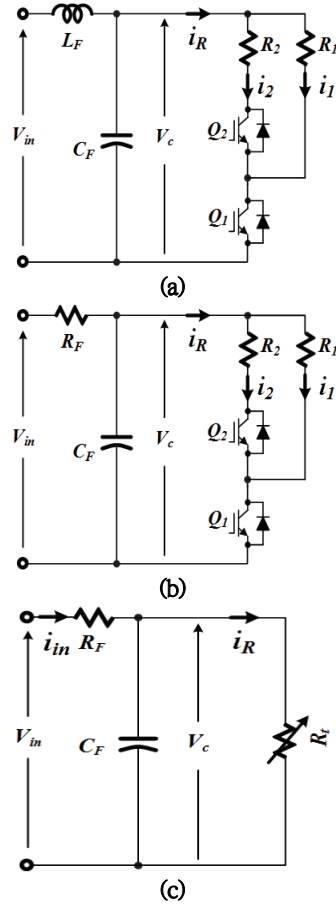 L_F
i_R
R_2
R_1
i_2
i_1
V_in
C_F
V_c
Q_2
Q_1
(a)
R_F
i_R
R_2
R_1
i_2
i_1
V_in
C_F
V_c
Q_2
Q_1
(b)
i_in
R_F
i_R
V_in
C_F
V_c
R_t
(c)